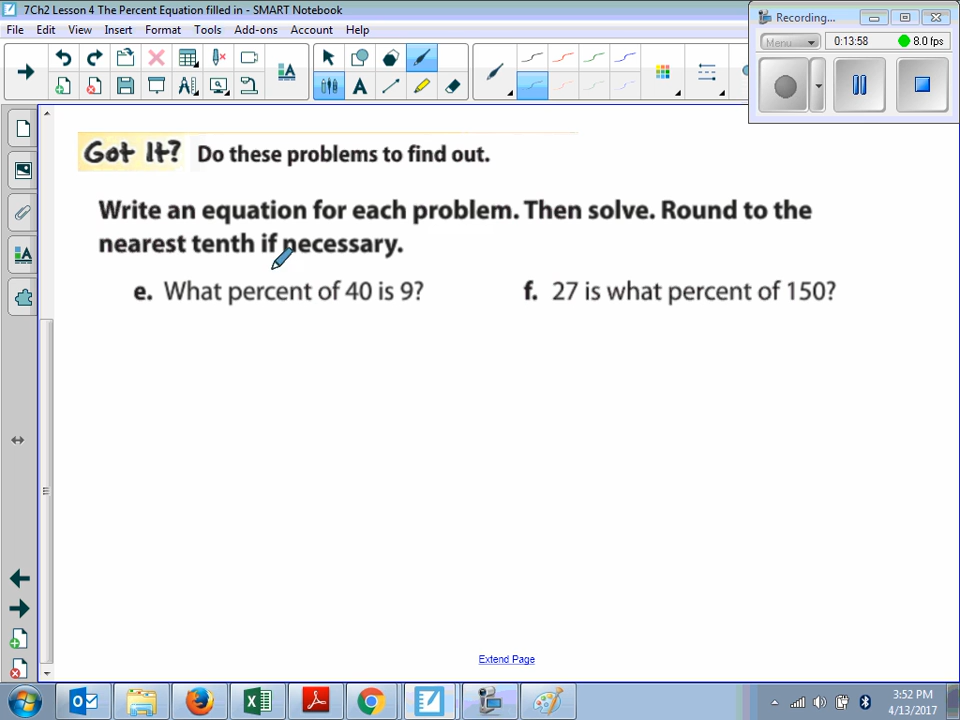 7Ch2 Lesson 4 The Percent Equation filled in - SMART Notebook
File Edit View Insert Format Tools Add-ons Account Help
Recording...
Menu 0:13:58 8.0 fps
Got It? Do these problems to find out.
Write an equation for each problem. Then solve. Round to the
nearest tenth if necessary.
e. What percent of 40 is 9? f. 27 is what percent of 150?
Extend Page
3:52 PM
4/13/2017